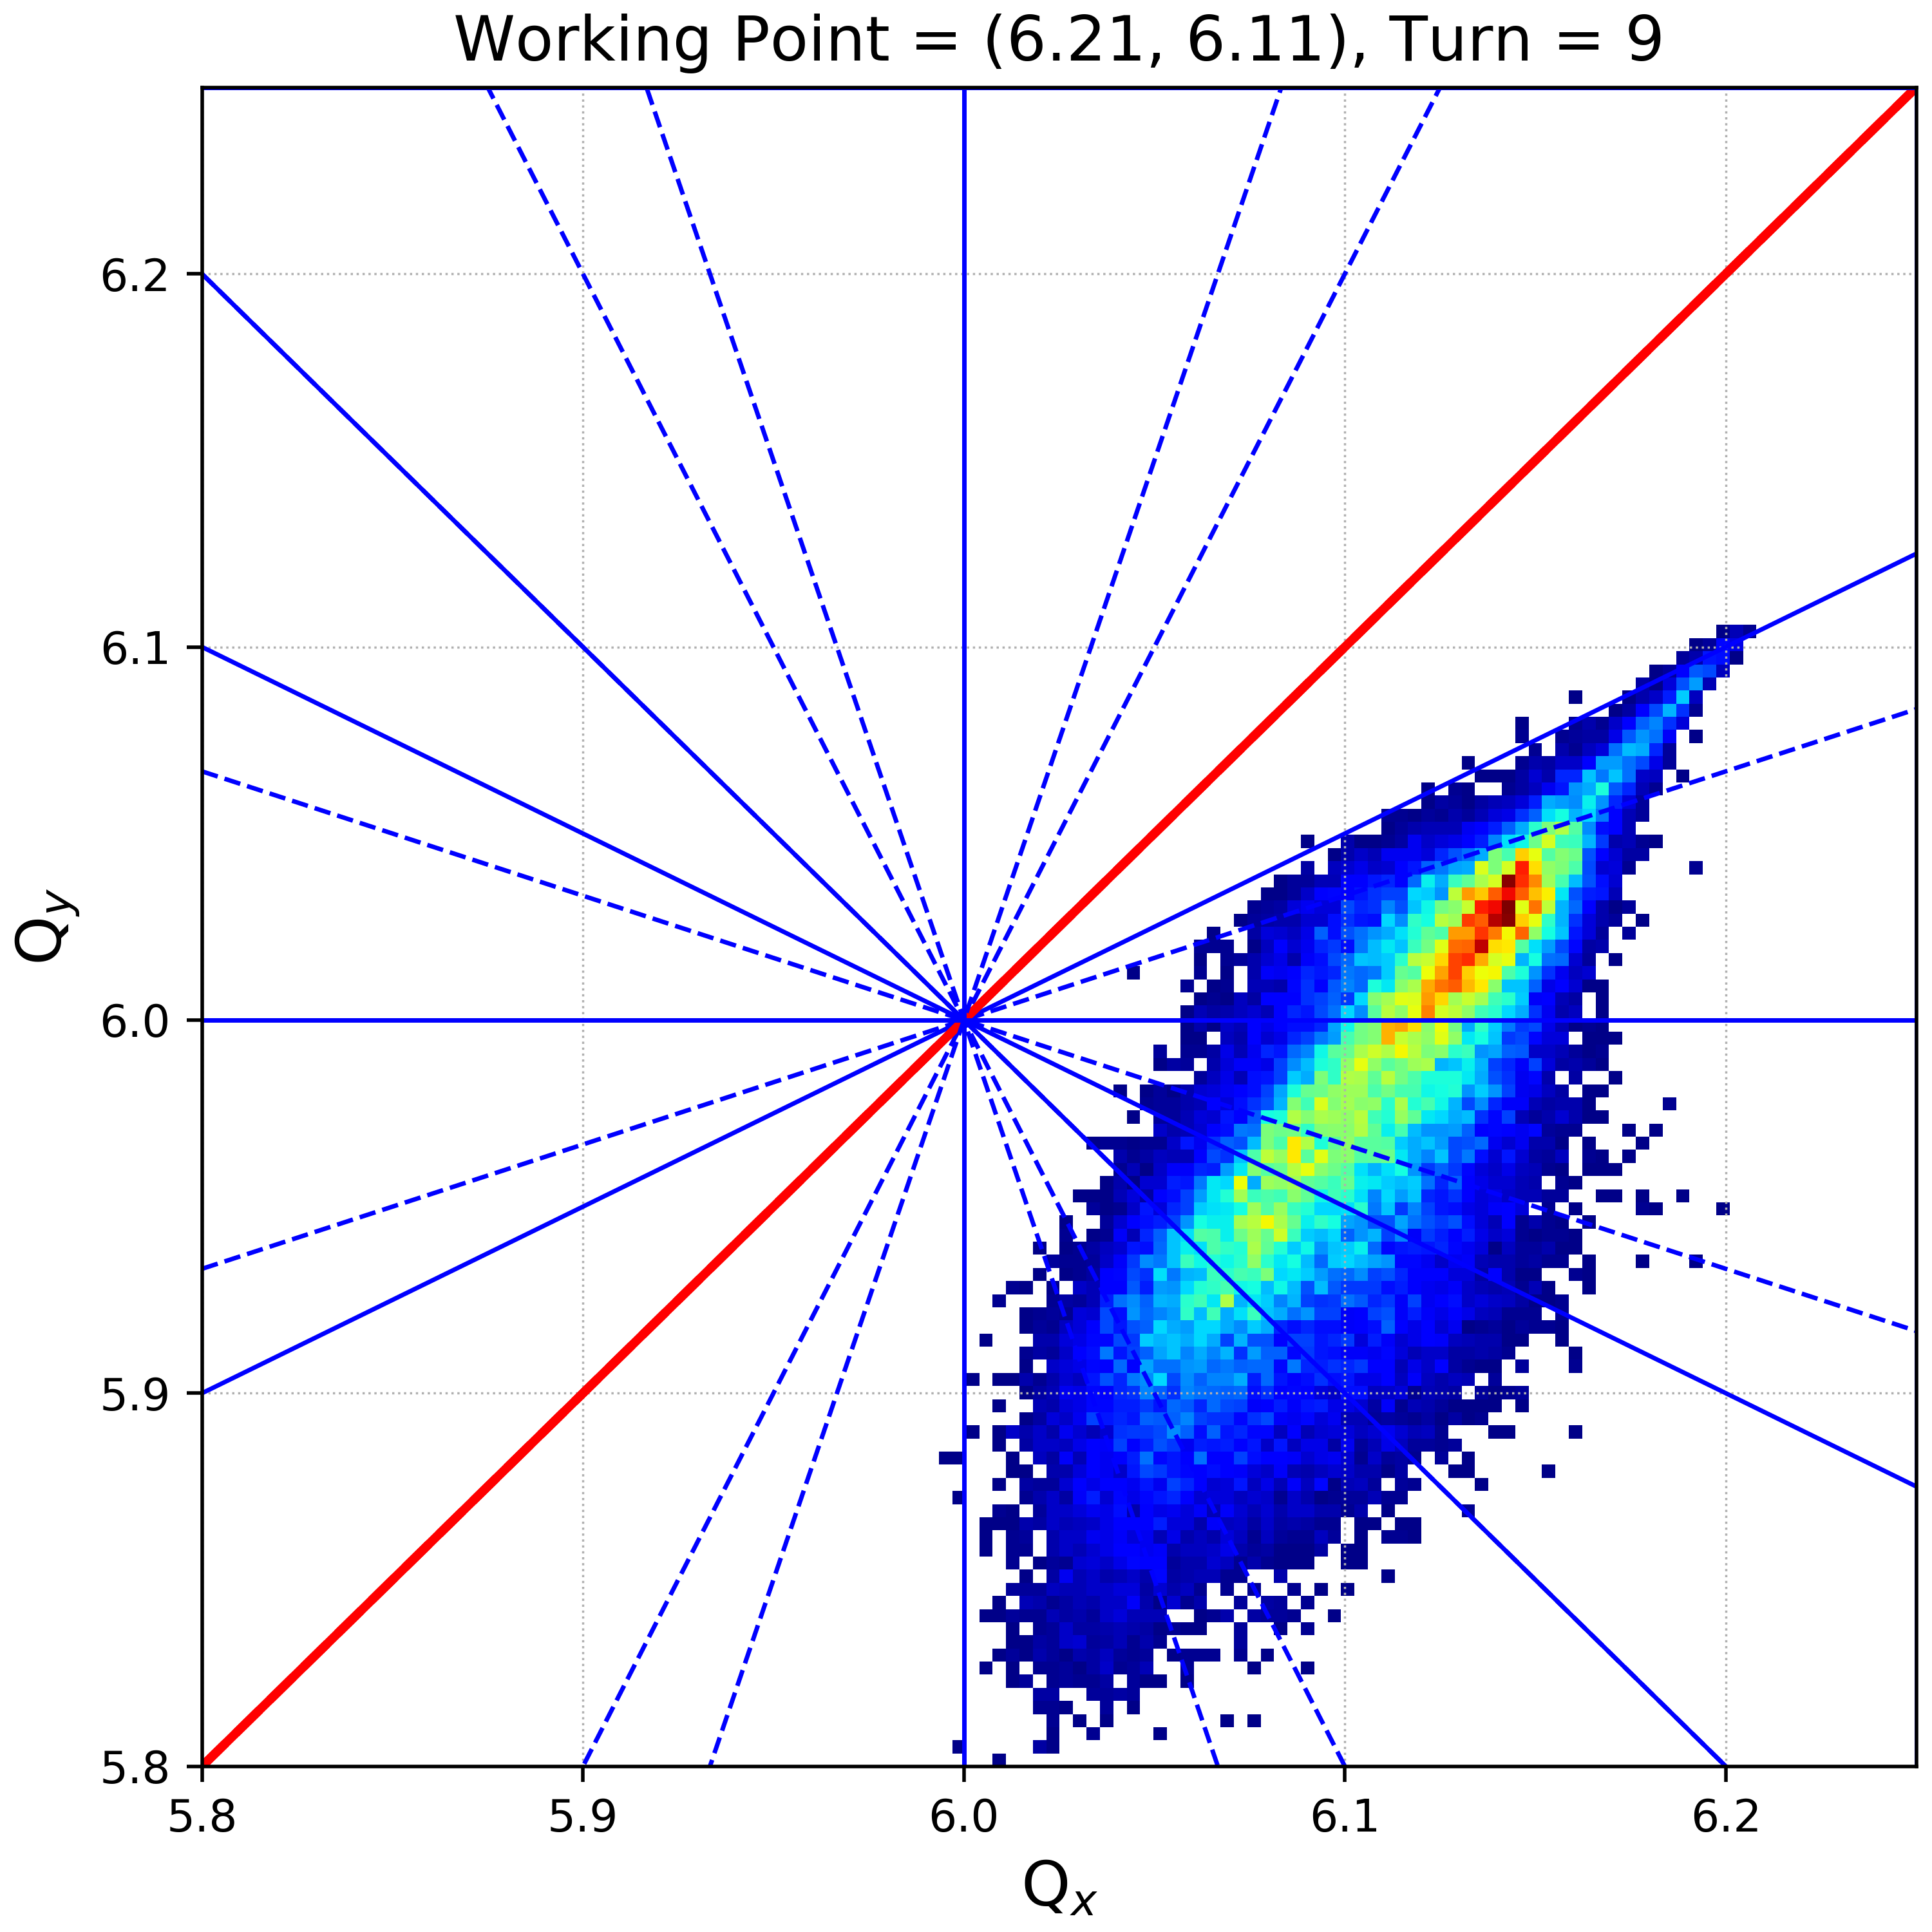 Working Point = (6.21, 6.11), Turn = 9
6.2
6.1
6.0
5.9
5.8
Qy
5.8 5.9 6.0 6.1 6.2
Qx